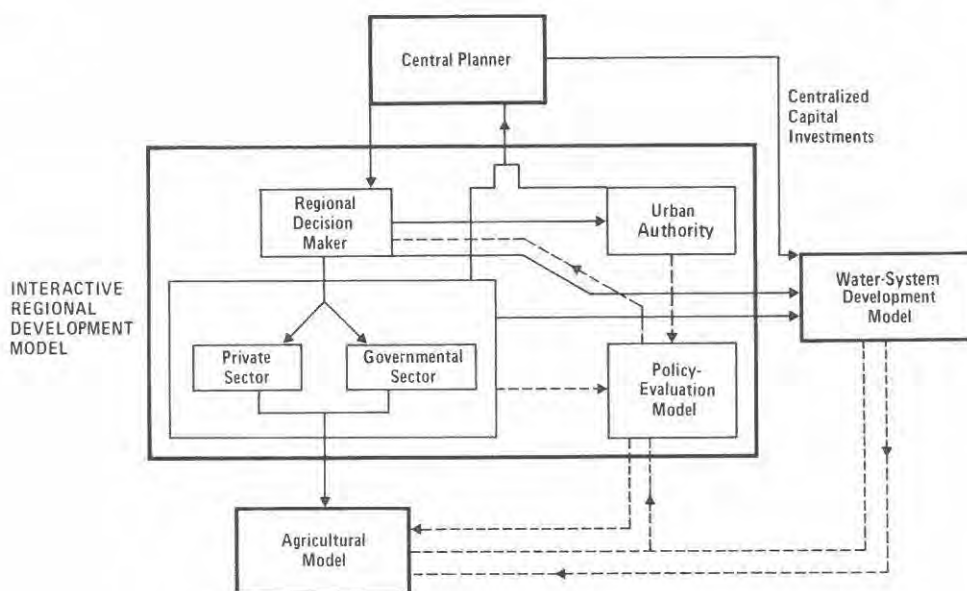 Central Planner
Centralized
Capital
Investments
Regional
Decision
Maker
Urban
Authority
INTERACTIVE
REGIONAL
DEVELOPMENT
MODEL
Water-System
Development
Model
Private
Sector
Governmental
Sector
Policy-
Evaluation
Model
Agricultural
Model